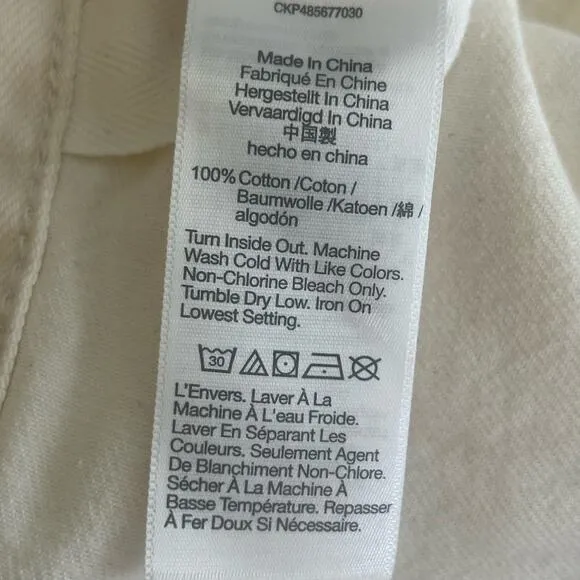 CKP485677030
Made In China
Fabriqué En Chine
Hergestellt In China
Vervaardigd In China
中国製
hecho en china
100% Cotton /Coton /
Baumwolle /Katoen /綿 /
algodón
Turn Inside Out. Machine
Wash Cold With Like Colors.
Non-Chlorine Bleach Only.
Tumble Dry Low. Iron On
Lowest Setting.
30
L'Envers. Laver À La
Machine À L'eau Froide.
Laver En Séparant Les
Couleurs. Seulement Agent
De Blanchiment Non-Chlore.
Sécher À La Machine À
Basse Température. Repasser
À Fer Doux Si Nécessaire.